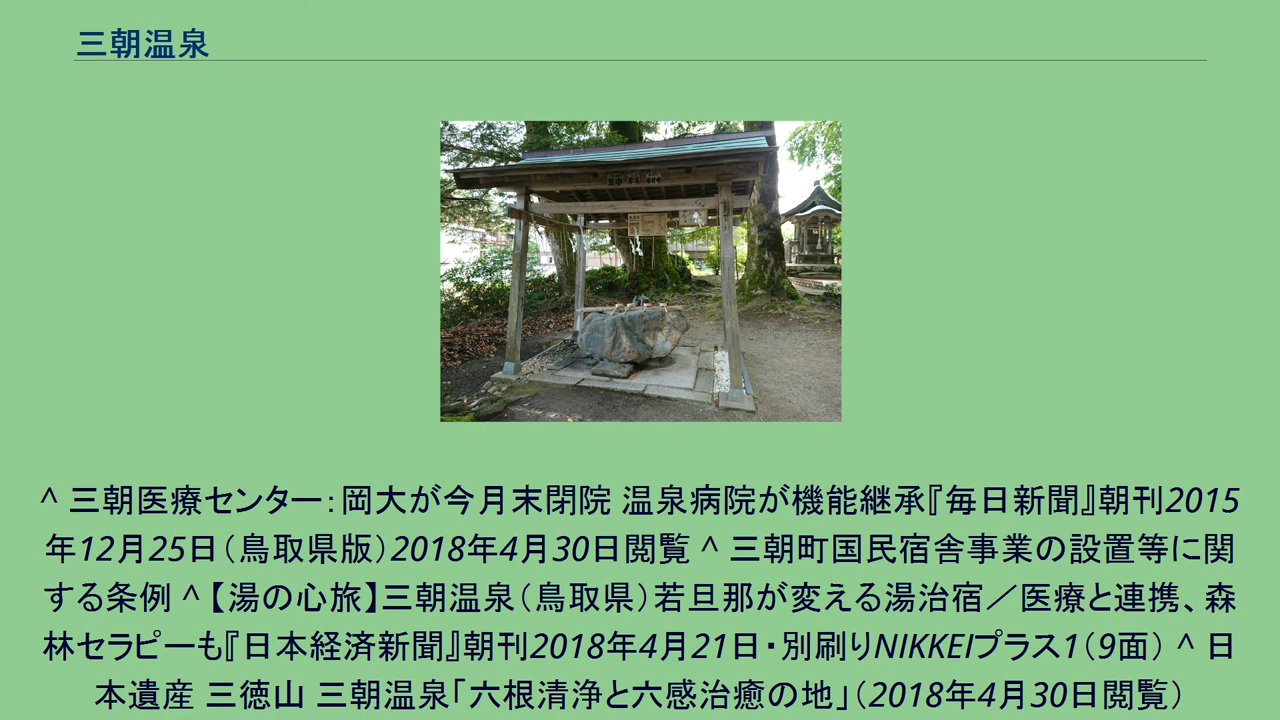 三朝温泉
^ 三朝医療センター：岡大が今月末閉院 温泉病院が機能継承『毎日新聞』朝刊2015
年12月25日（鳥取県版）2018年4月30日閲覧 ^ 三朝町国民宿舎事業の設置等に関
する条例 ^ 【湯の心旅】三朝温泉（鳥取県）若旦那が変える湯治宿／医療と連携、森
林セラピーも『日本経済新聞』朝刊2018年4月21日・別刷りNIKKEIプラス1（9面） ^ 日
本遺産 三徳山 三朝温泉「六根清浄と六感治癒の地」（2018年4月30日閲覧）